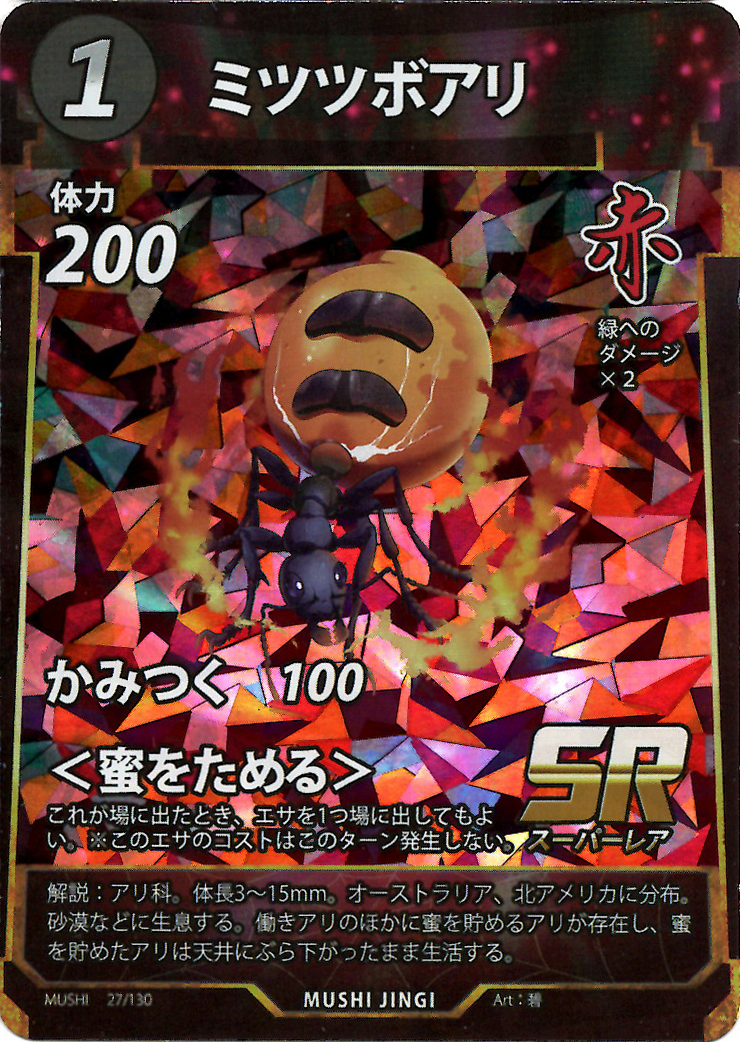 1
ミツツボアリ
体力
200
赤
緑への
ダメージ
×2
かみつく 100
<蜜をためる>
これが場に出たとき、エサを1つ場に出してもよ
い。※このエサのコストはこのターン発生しない。
SR
スーパーレア
解説:アリ科。体長3~15mm。オーストラリア、北アメリカに分布。
砂漠などに生息する。働きアリのほかに蜜を貯めるアリが存在し、蜜
を貯めたアリは天井にぶら下がったまま生活する。
MUSHI 27/130
MUSHI JINGI
Art:碧